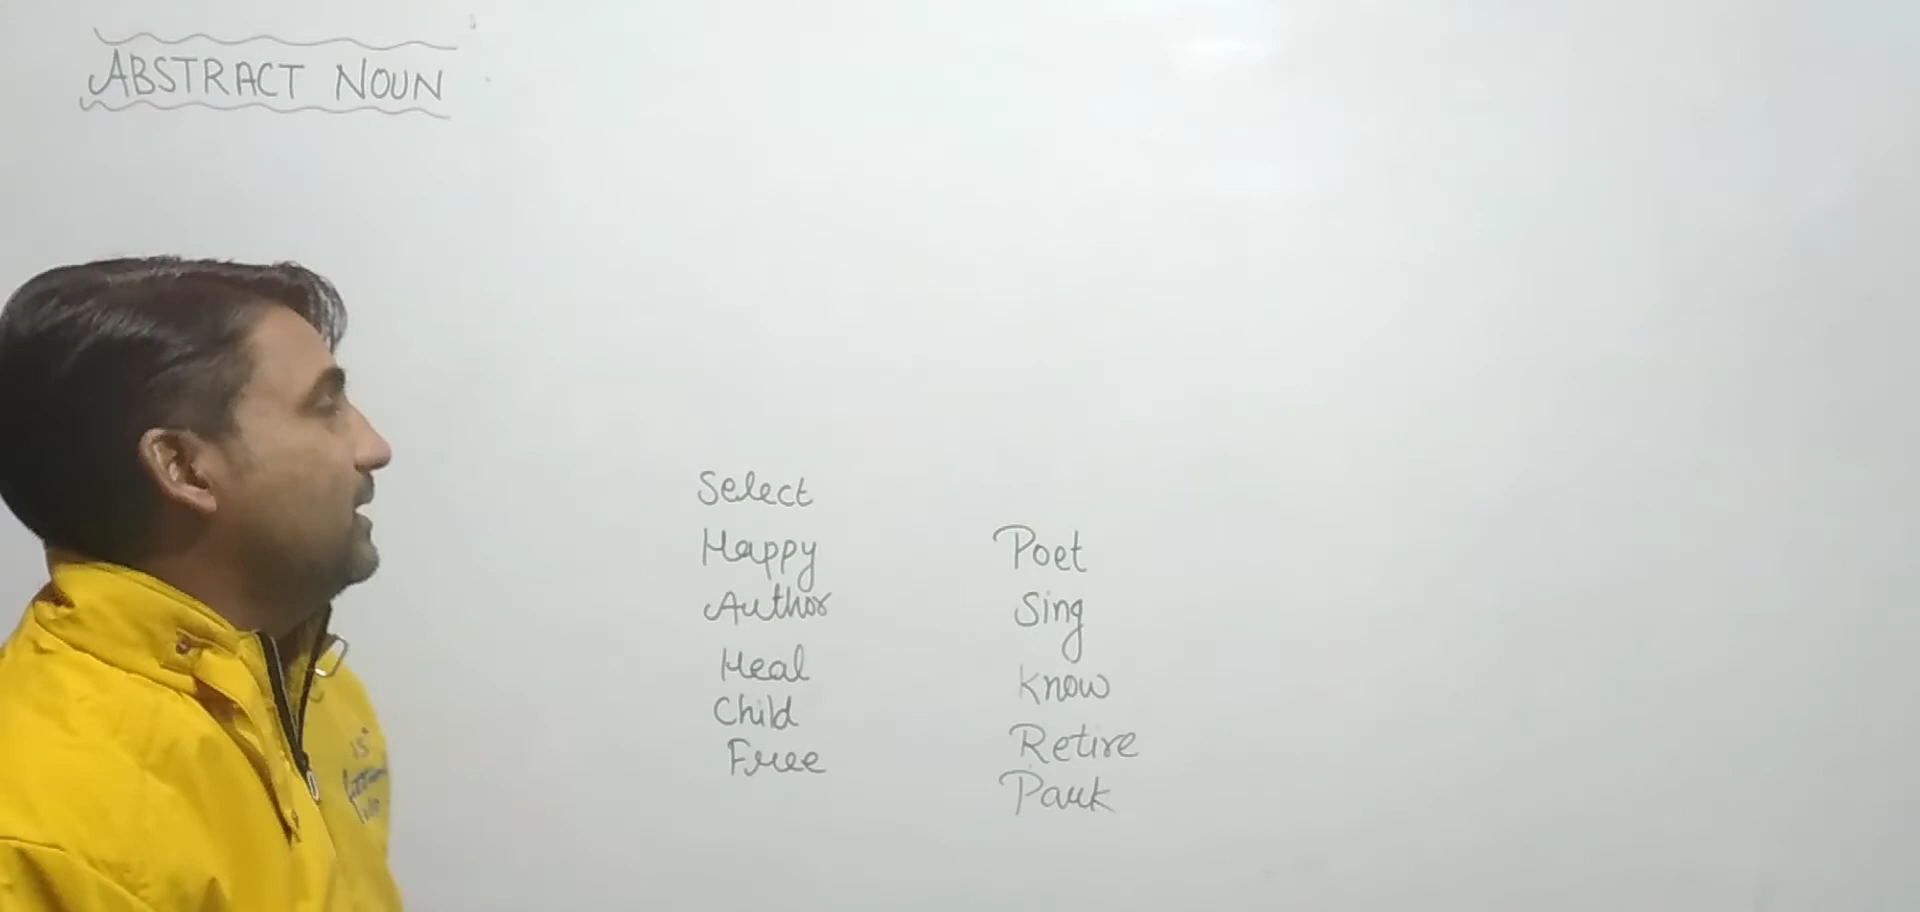 ABSTRACT NOUN
Select
Happy
Author
Heal
Child
Free
Poet
Sing
Know
Retire
Park